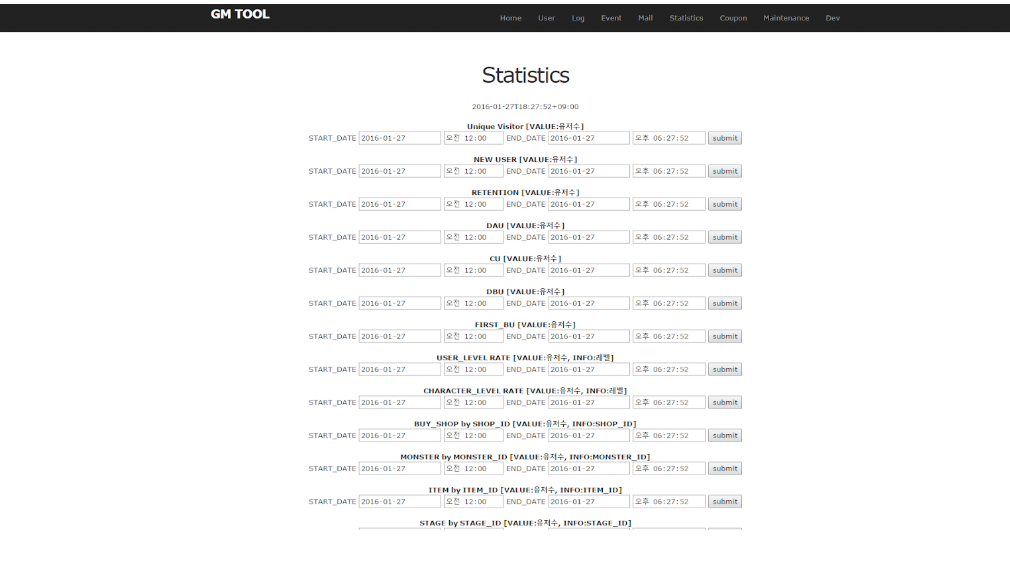 GM TOOL Home User Log Event Mail Statistics Coupon Maintenance Dev
Statistics
2016-01-27T18:27:52+09:00
Unique Visitor [VALUE:유저수]
START_DATE 2016-01-27 오전 12:00 END_DATE 2016-01-27 오후 06:27:52 submit
NEW USER [VALUE:유저수]
START_DATE 2016-01-27 오전 12:00 END_DATE 2016-01-27 오후 06:27:52 submit
RETENTION [VALUE:유저수]
START_DATE 2016-01-27 오전 12:00 END_DATE 2016-01-27 오후 06:27:52 submit
DAU [VALUE:유저수]
START_DATE 2016-01-27 오전 12:00 END_DATE 2016-01-27 오후 06:27:52 submit
CU [VALUE:유저수]
START_DATE 2016-01-27 오전 12:00 END_DATE 2016-01-27 오후 06:27:52 submit
DBU [VALUE:유저수]
START_DATE 2016-01-27 오전 12:00 END_DATE 2016-01-27 오후 06:27:52 submit
FIRST_BU [VALUE:유저수]
START_DATE 2016-01-27 오전 12:00 END_DATE 2016-01-27 오후 06:27:52 submit
USER_LEVEL RATE [VALUE:유저수, INFO:레벨]
START_DATE 2016-01-27 오전 12:00 END_DATE 2016-01-27 오후 06:27:52 submit
CHARACTER_LEVEL RATE [VALUE:유저수, INFO:레벨]
START_DATE 2016-01-27 오전 12:00 END_DATE 2016-01-27 오후 06:27:52 submit
BUY_SHOP by SHOP_ID [VALUE:유저수, INFO:SHOP_ID]
START_DATE 2016-01-27 오전 12:00 END_DATE 2016-01-27 오후 06:27:52 submit
MONSTER by MONSTER_ID [VALUE:유저수, INFO:MONSTER_ID]
START_DATE 2016-01-27 오전 12:00 END_DATE 2016-01-27 오후 06:27:52 submit
ITEM by ITEM_ID [VALUE:유저수, INFO:ITEM_ID]
START_DATE 2016-01-27 오전 12:00 END_DATE 2016-01-27 오후 06:27:52 submit
STAGE by STAGE_ID [VALUE:유저수, INFO:STAGE_ID]